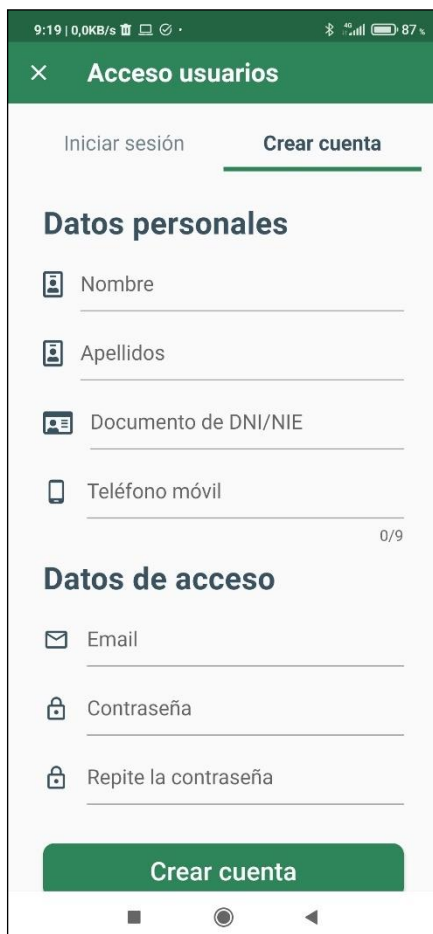 9:19 | 0,0KB/s
4G 87 %
Acceso usuarios
Iniciar sesión Crear cuenta
Datos personales
Nombre
Apellidos
Documento de DNI/NIE
Teléfono móvil
0/9
Datos de acceso
Email
Contraseña
Repite la contraseña
Crear cuenta